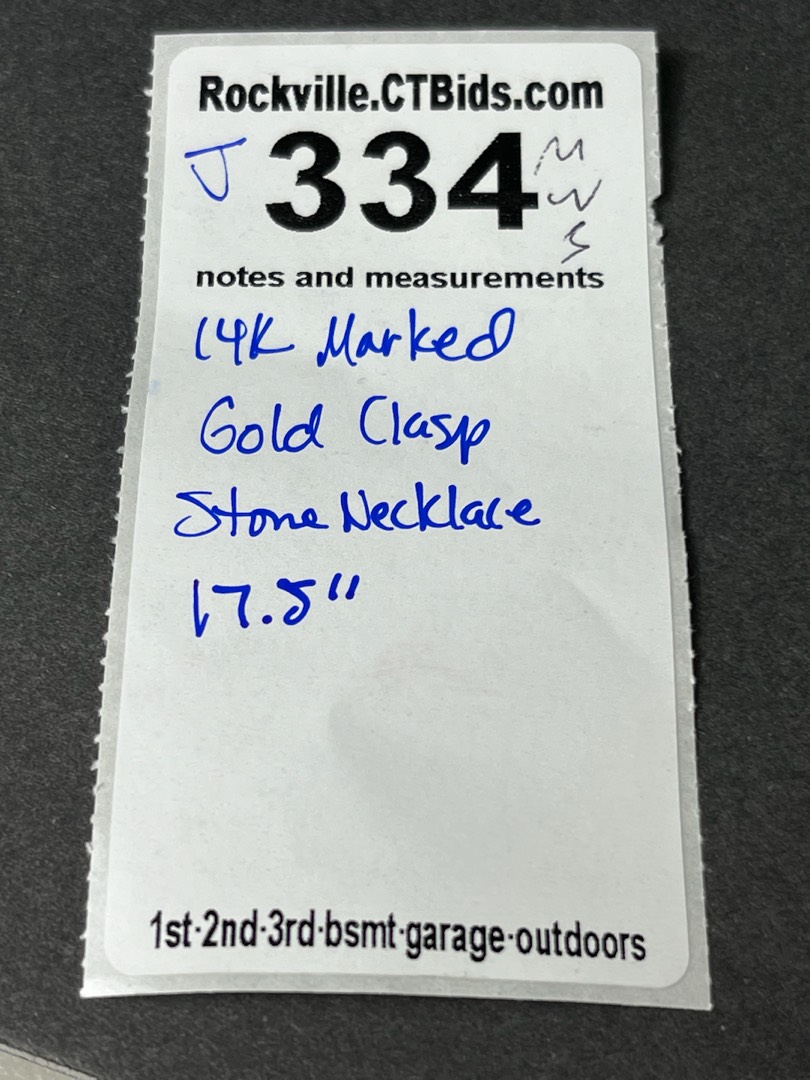 Rockville.CTBids.com
J 334 MWS
notes and measurements
14K Marked
Gold Clasp
Stone Necklace
17.5"
1st·2nd·3rd·bsmt·garage·outdoors